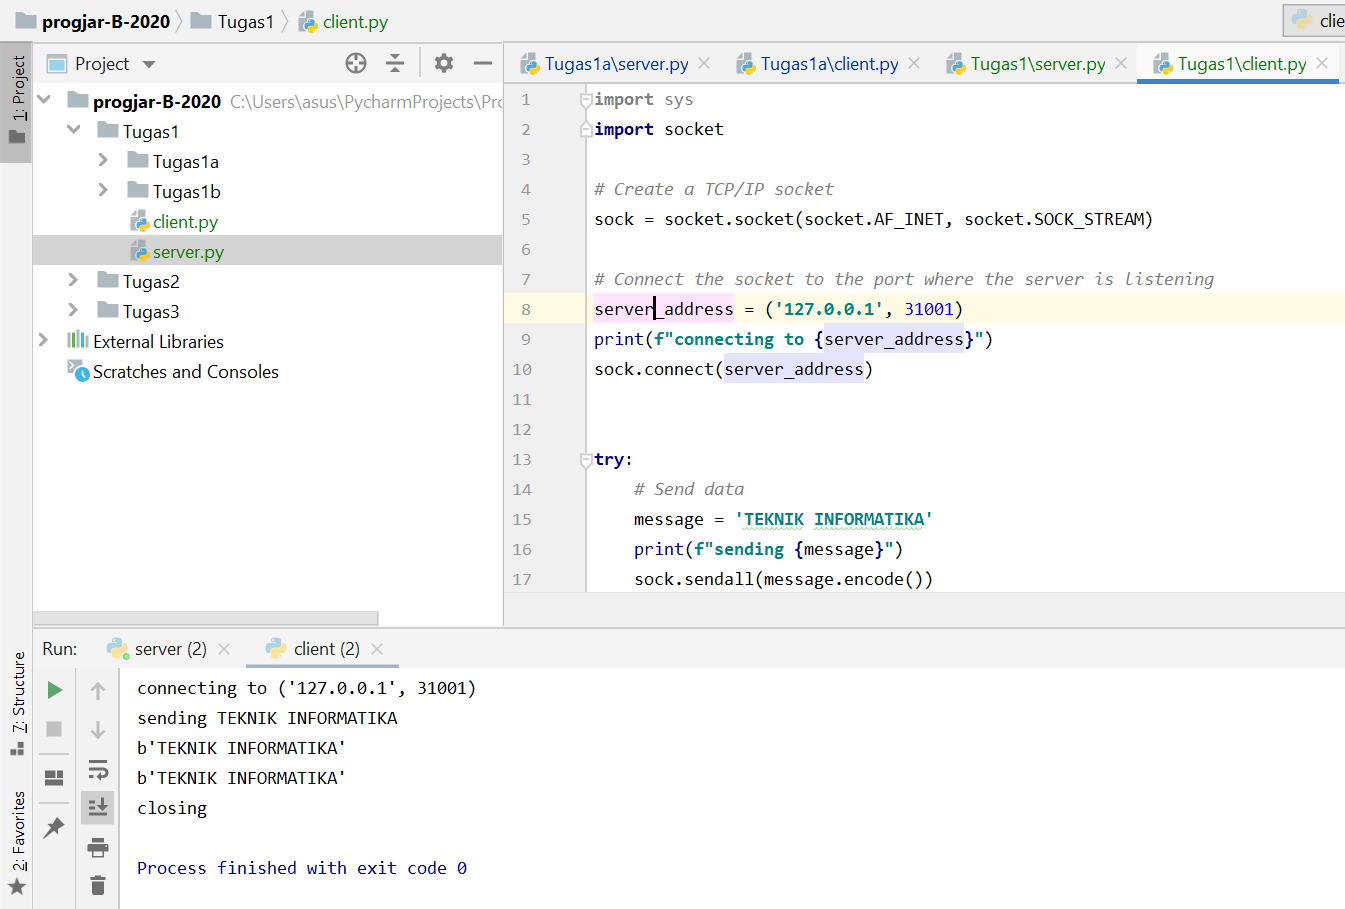 progjar-B-2020 Tugas1 client.py
clie
1: Project
Project
progjar-B-2020 C:\Users\asus\PycharmProjects\Pro
Tugas1
Tugas1a
Tugas1b
client.py
server.py
Tugas2
Tugas3
External Libraries
Scratches and Consoles
Tugas1a\server.py Tugas1a\client.py Tugas1\server.py Tugas1\client.py
1 import sys
2 import socket
3
4 # Create a TCP/IP socket
5 sock = socket.socket(socket.AF_INET, socket.SOCK_STREAM)
6
7 # Connect the socket to the port where the server is listening
8 server_address = ('127.0.0.1', 31001)
9 print(f"connecting to {server_address}")
10 sock.connect(server_address)
11
12
13 try:
14 # Send data
15 message = 'TEKNIK INFORMATIKA'
16 print(f"sending {message}")
17 sock.sendall(message.encode())
Run: server (2) client (2)
7: Structure
2: Favorites
connecting to ('127.0.0.1', 31001)
sending TEKNIK INFORMATIKA
b'TEKNIK INFORMATIKA'
b'TEKNIK INFORMATIKA'
closing
Process finished with exit code 0